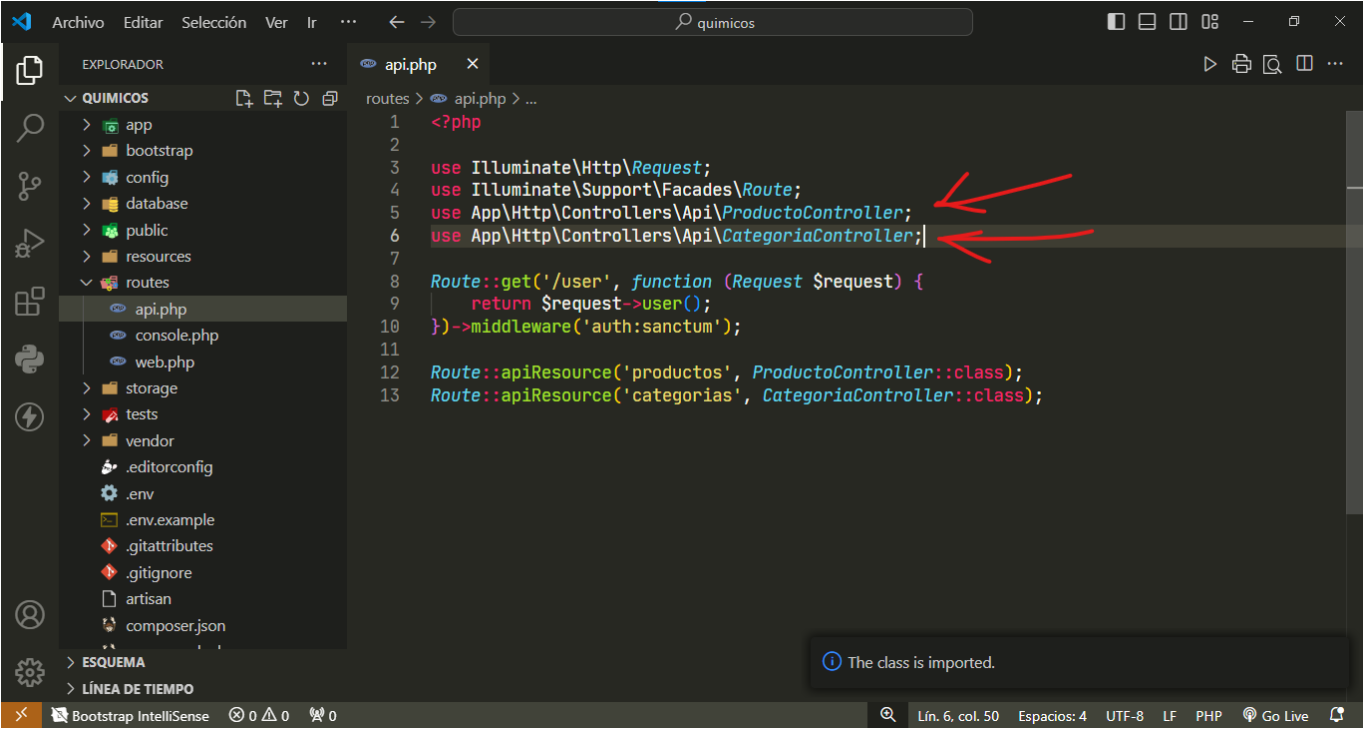 Archivo Editar Selección Ver Ir ··· quimicos
EXPLORADOR ···
QUIMICOS
app
bootstrap
config
database
public
resources
routes
api.php
console.php
web.php
storage
tests
vendor
.editorconfig
.env
.env.example
.gitattributes
.gitignore
artisan
composer.json
ESQUEMA
LÍNEA DE TIEMPO
api.php
routes > api.php > ...
1 <?php
2
3 use Illuminate\Http\Request;
4 use Illuminate\Support\Facades\Route;
5 use App\Http\Controllers\Api\ProductoController;
6 use App\Http\Controllers\Api\CategoriaController;
7
8 Route::get('/user', function (Request $request) {
9 return $request->user();
10 })->middleware('auth:sanctum');
11
12 Route::apiResource('productos', ProductoController::class);
13 Route::apiResource('categorias', CategoriaController::class);
The class is imported.
Bootstrap IntelliSense 0 0 0 Lín. 6, col. 50 Espacios: 4 UTF-8 LF PHP Go Live